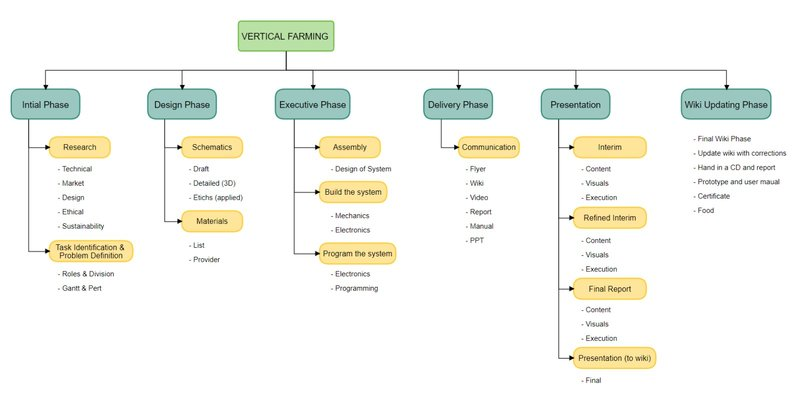 VERTICAL FARMING
Intial Phase
Research
- Technical
- Market
- Design
- Ethical
- Sustainability
Task Identification &
Problem Definition
- Roles & Division
- Gantt & Pert
Design Phase
Schematics
- Draft
- Detailed (3D)
- Etichs (applied)
Materials
- List
- Provider
Executive Phase
Assembly
- Design of System
Build the system
- Mechanics
- Electronics
Program the system
- Electronics
- Programming
Delivery Phase
Communication
- Flyer
- Wiki
- Video
- Report
- Manual
- PPT
Presentation
Interim
- Content
- Visuals
- Execution
Refined Interim
- Content
- Visuals
- Execution
Final Report
- Content
- Visuals
- Execution
Presentation (to wiki)
- Final
Wiki Updating Phase
- Final Wiki Phase
- Update wiki with corrections
- Hand in a CD and report
- Prototype and user maual
- Certificate
- Food